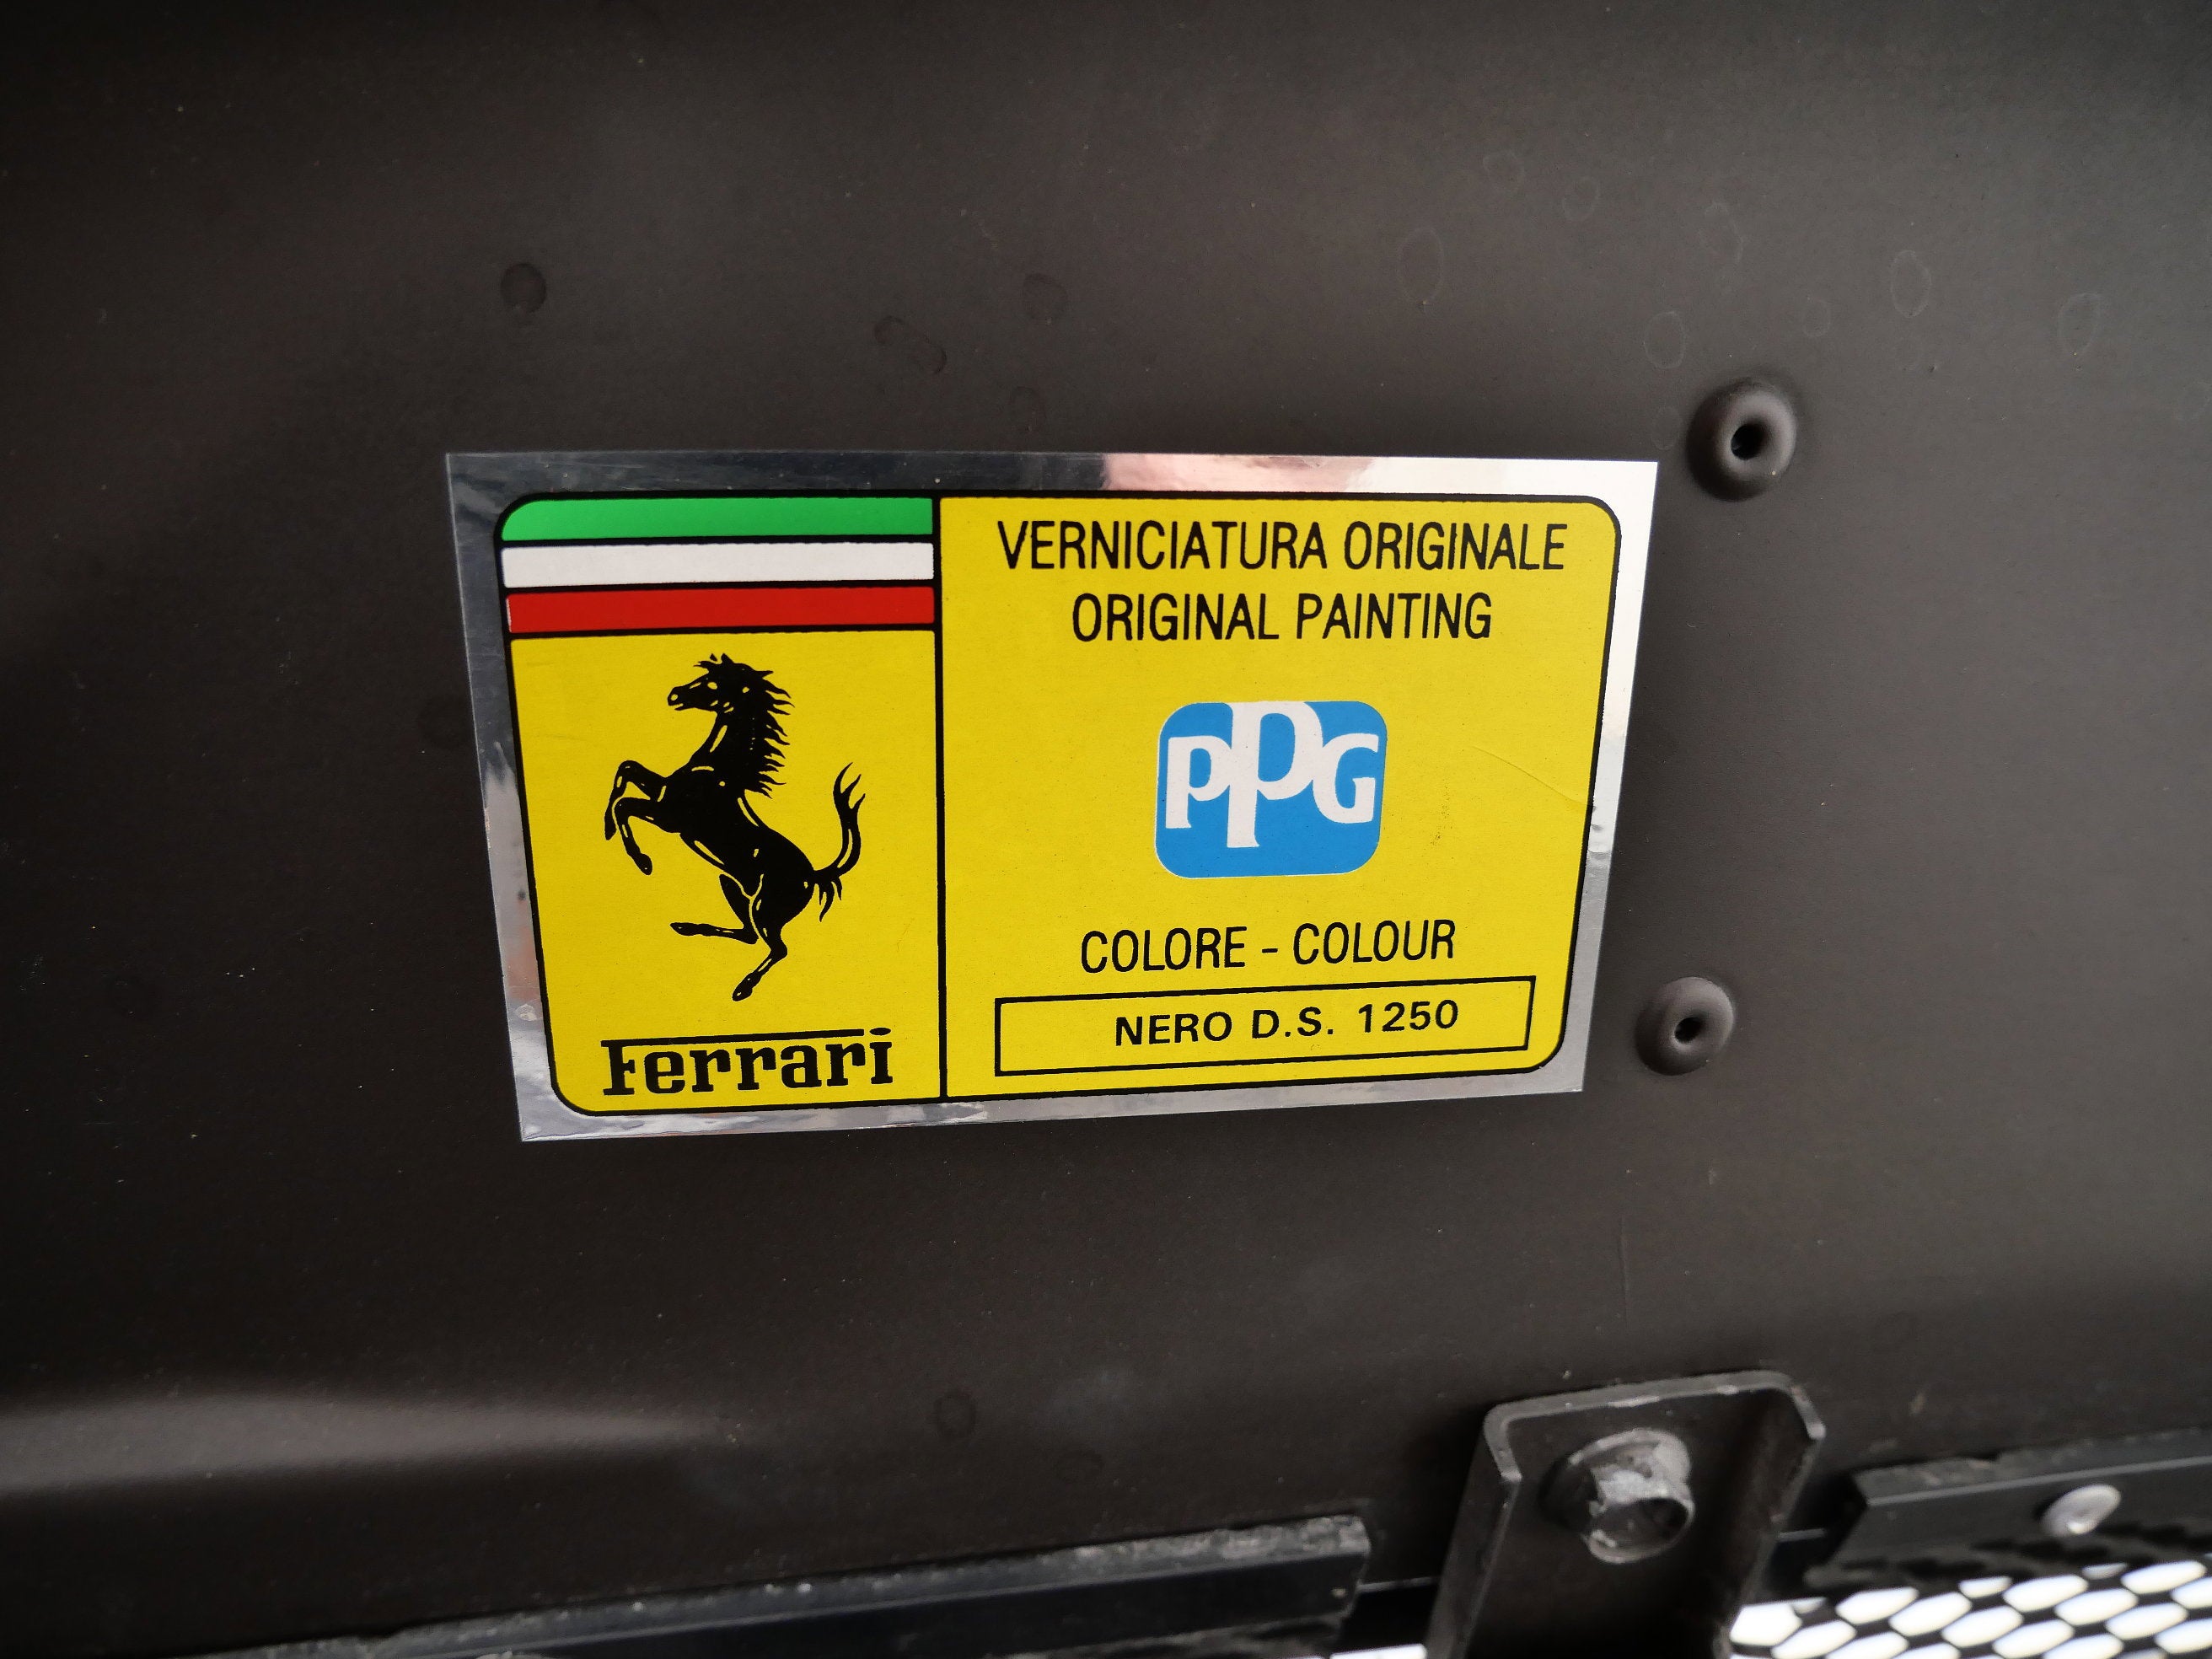 VERNICIATURA ORIGINALE
ORIGINAL PAINTING
PPG
COLORE - COLOUR
NERO D.S. 1250
Ferrari